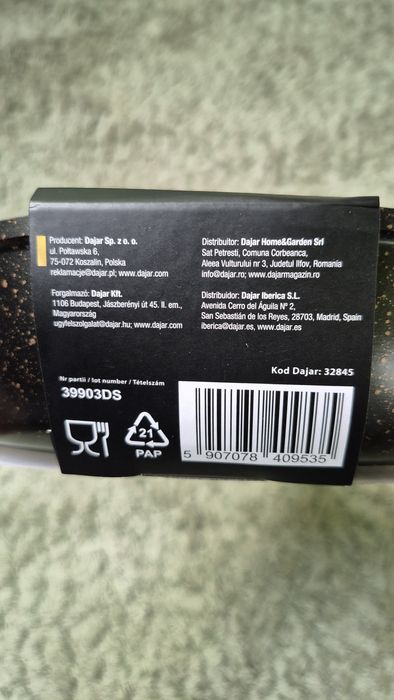 Producent: Dajar Sp. z o. o.
ul. Połtawska 6,
75-072 Koszalin, Polska
reklamacje@dajar.pl; www.dajar.com
Distribuitor: Dajar Home&Garden Srl
Sat Petresti, Comuna Corbeanca,
Aleea Vulturului nr 3, Judetul Ilfov, Romania
info@dajar.ro; www.dajarmagazin.ro
Forgalmazó: Dajar Kft.
1106 Budapest, Jászberényi út 45. II. em.,
Magyarország
ugyfelszolgalat@dajar.hu; www.dajar.com
Distribuidor: Dajar Iberica S.L.
Avenida Cerro del Águila Nº 2.
San Sebastián de los Reyes, 28703, Madrid, Spain
iberica@dajar.es; www.dajar.es
Kod Dajar: 32845
Nr partii / lot number / Tételszám
39903DS
21
PAP
5 907078 409535